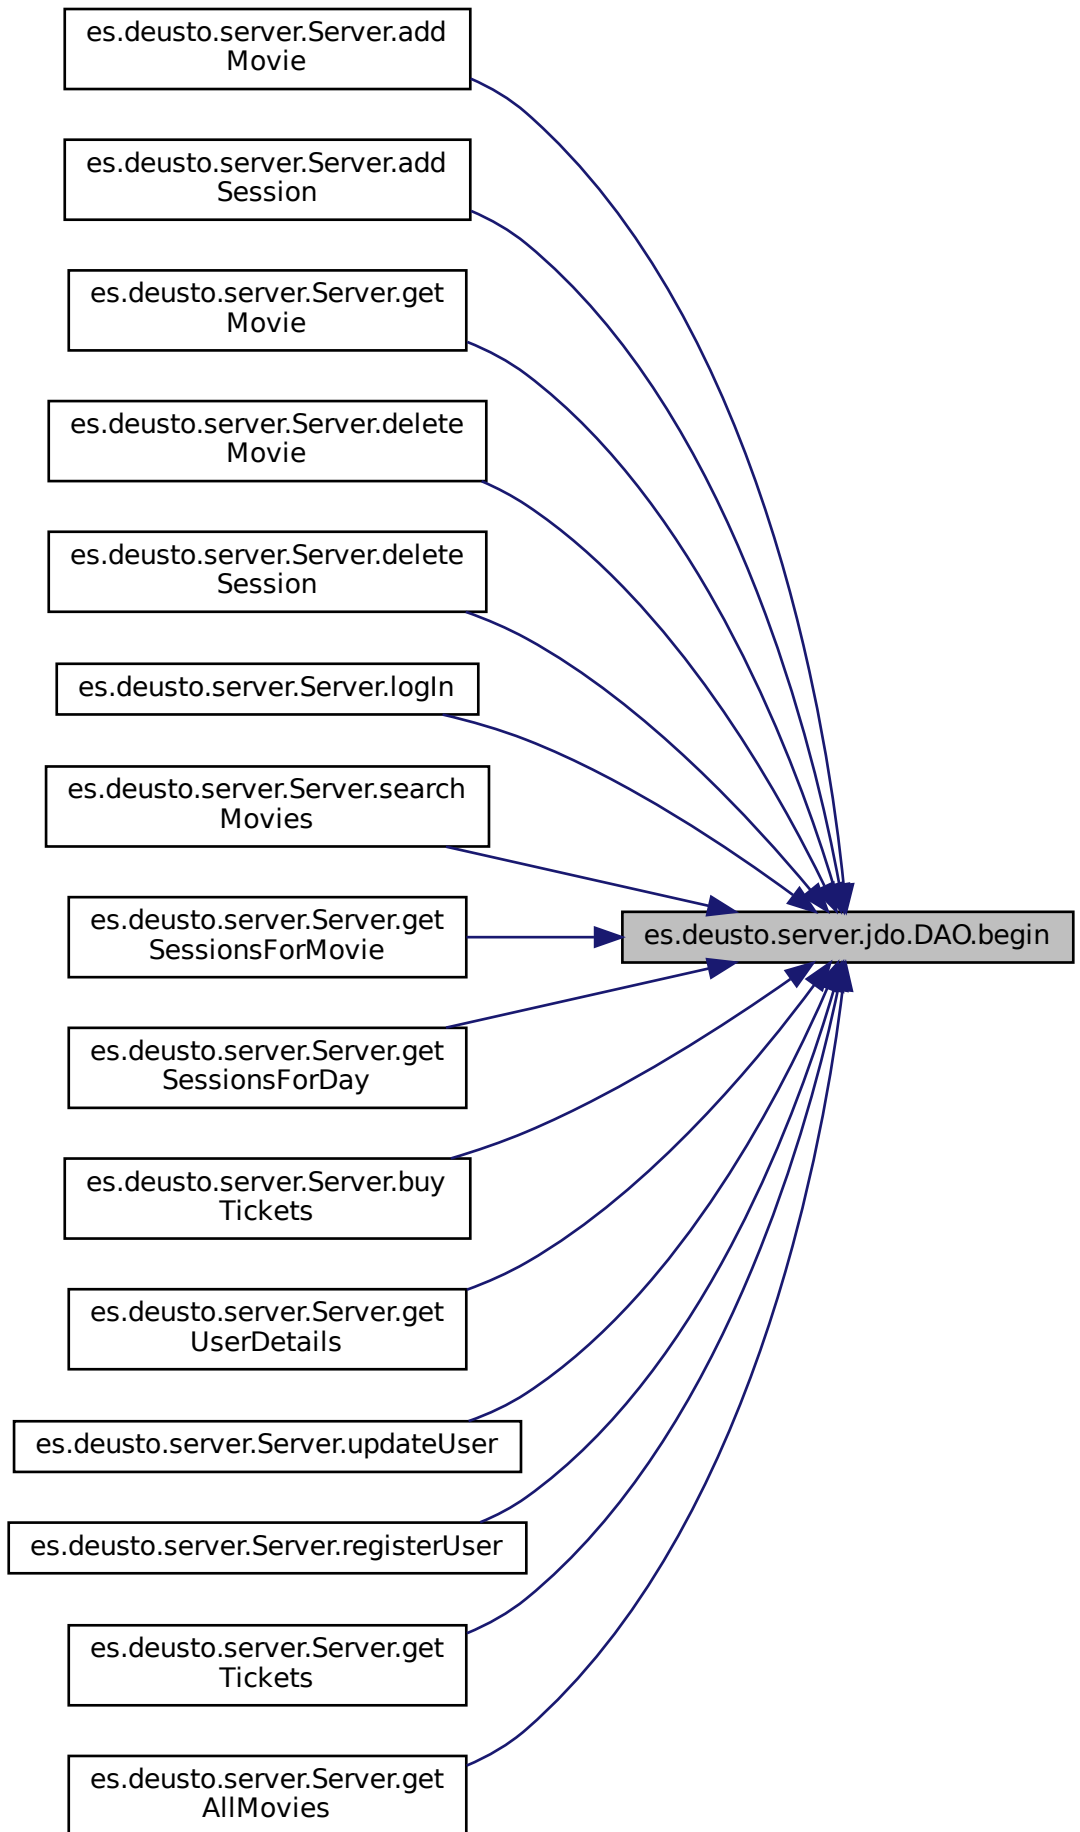 es.deusto.server.Server.add
Movie
es.deusto.server.Server.add
Session
es.deusto.server.Server.get
Movie
es.deusto.server.Server.delete
Movie
es.deusto.server.Server.delete
Session
es.deusto.server.Server.logIn
es.deusto.server.Server.search
Movies
es.deusto.server.Server.get
SessionsForMovie
es.deusto.server.jdo.DAO.begin
es.deusto.server.Server.get
SessionsForDay
es.deusto.server.Server.buy
Tickets
es.deusto.server.Server.get
UserDetails
es.deusto.server.Server.updateUser
es.deusto.server.Server.registerUser
es.deusto.server.Server.get
Tickets
es.deusto.server.Server.get
AllMovies